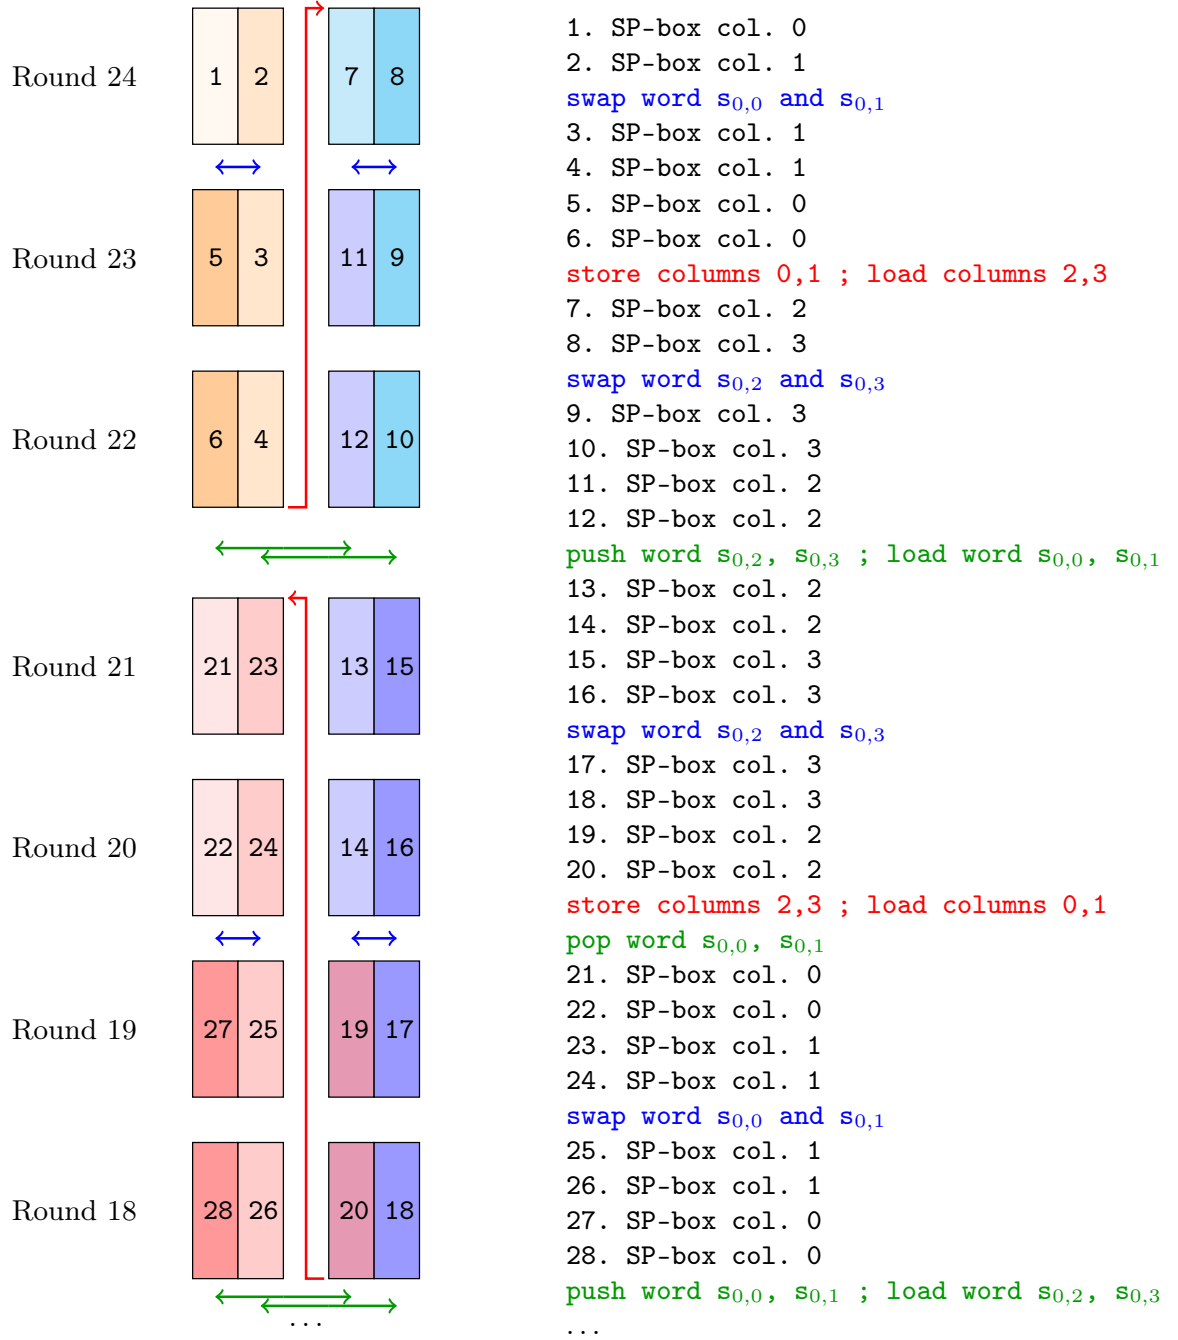 Round 24
1 2 7 8
Round 23
5 3 11 9
Round 22
6 4 12 10
Round 21
21 23 13 15
Round 20
22 24 14 16
Round 19
27 25 19 17
Round 18
28 26 20 18
...
1. SP-box col. 0
2. SP-box col. 1
swap word s0,0 and s0,1
3. SP-box col. 1
4. SP-box col. 1
5. SP-box col. 0
6. SP-box col. 0
store columns 0,1 ; load columns 2,3
7. SP-box col. 2
8. SP-box col. 3
swap word s0,2 and s0,3
9. SP-box col. 3
10. SP-box col. 3
11. SP-box col. 2
12. SP-box col. 2
push word s0,2, s0,3 ; load word s0,0, s0,1
13. SP-box col. 2
14. SP-box col. 2
15. SP-box col. 3
16. SP-box col. 3
swap word s0,2 and s0,3
17. SP-box col. 3
18. SP-box col. 3
19. SP-box col. 2
20. SP-box col. 2
store columns 2,3 ; load columns 0,1
pop word s0,0, s0,1
21. SP-box col. 0
22. SP-box col. 0
23. SP-box col. 1
24. SP-box col. 1
swap word s0,0 and s0,1
25. SP-box col. 1
26. SP-box col. 1
27. SP-box col. 0
28. SP-box col. 0
push word s0,0, s0,1 ; load word s0,2, s0,3
...